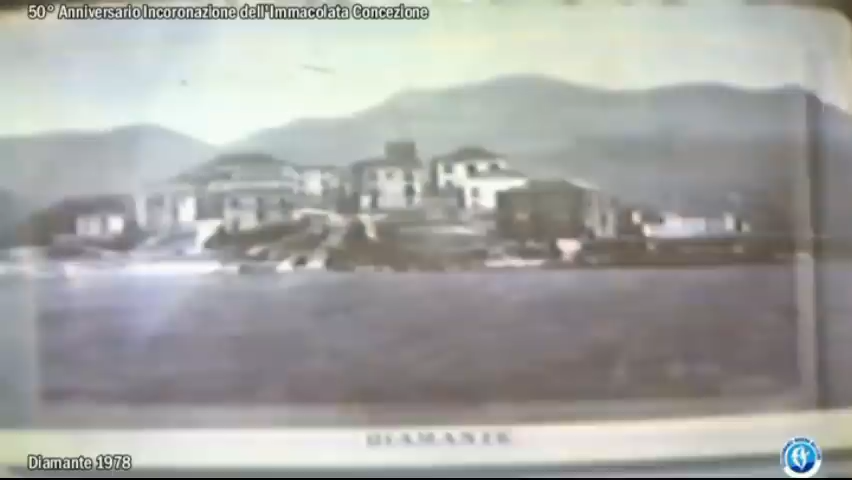 50° Anniversario Incoronazione dell'Immacolata Concezione
DIAMANTE
Diamante 1978